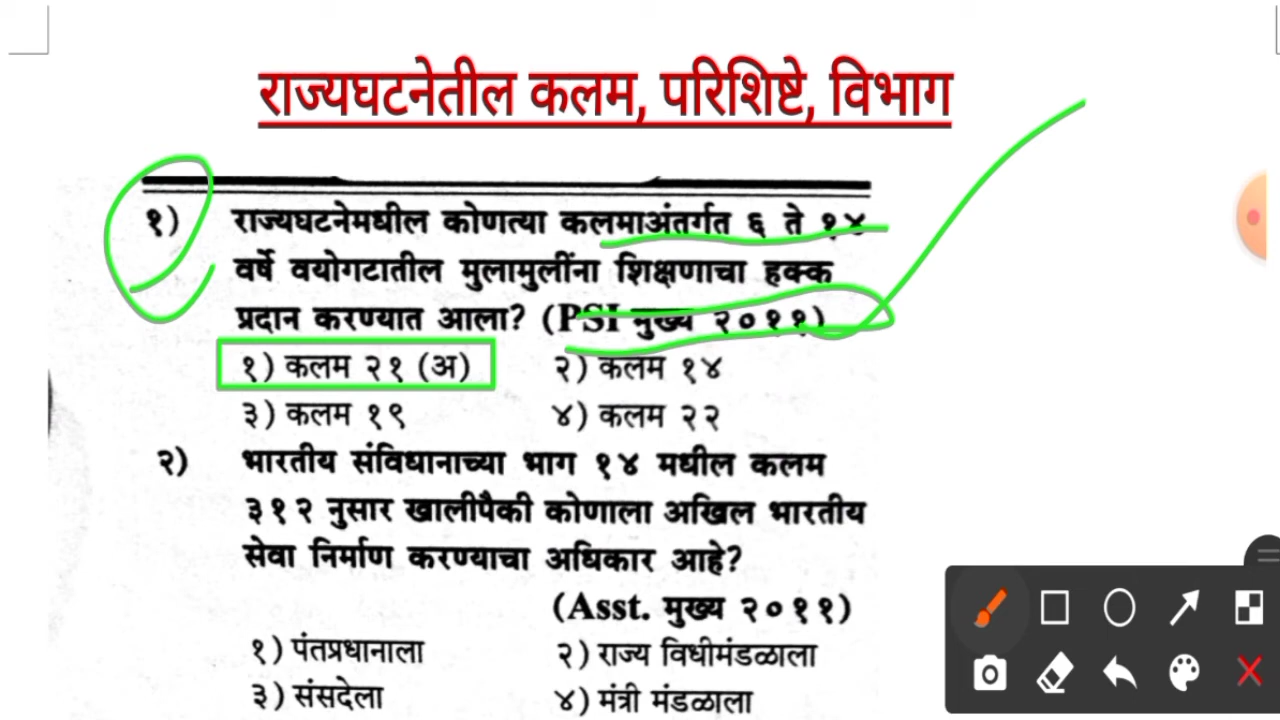 राज्यघटनेतील कलम, परिशिष्टे, विभाग
१) राज्यघटनेमधील कोणत्या कलमाअंतर्गत ६ ते १४
वर्षे वयोगटातील मुलामुलींना शिक्षणाचा हक्क
प्रदान करण्यात आला? (PSI मुख्य २०११)
१) कलम २१ (अ) २) कलम १४
३) कलम १९ ४) कलम २२
२) भारतीय संविधानाच्या भाग १४ मधील कलम
३१२ नुसार खालीपैकी कोणाला अखिल भारतीय
सेवा निर्माण करण्याचा अधिकार आहे?
(Asst. मुख्य २०११)
१) पंतप्रधानाला २) राज्य विधीमंडळाला
३) संसदेला ४) मंत्री मंडळाला